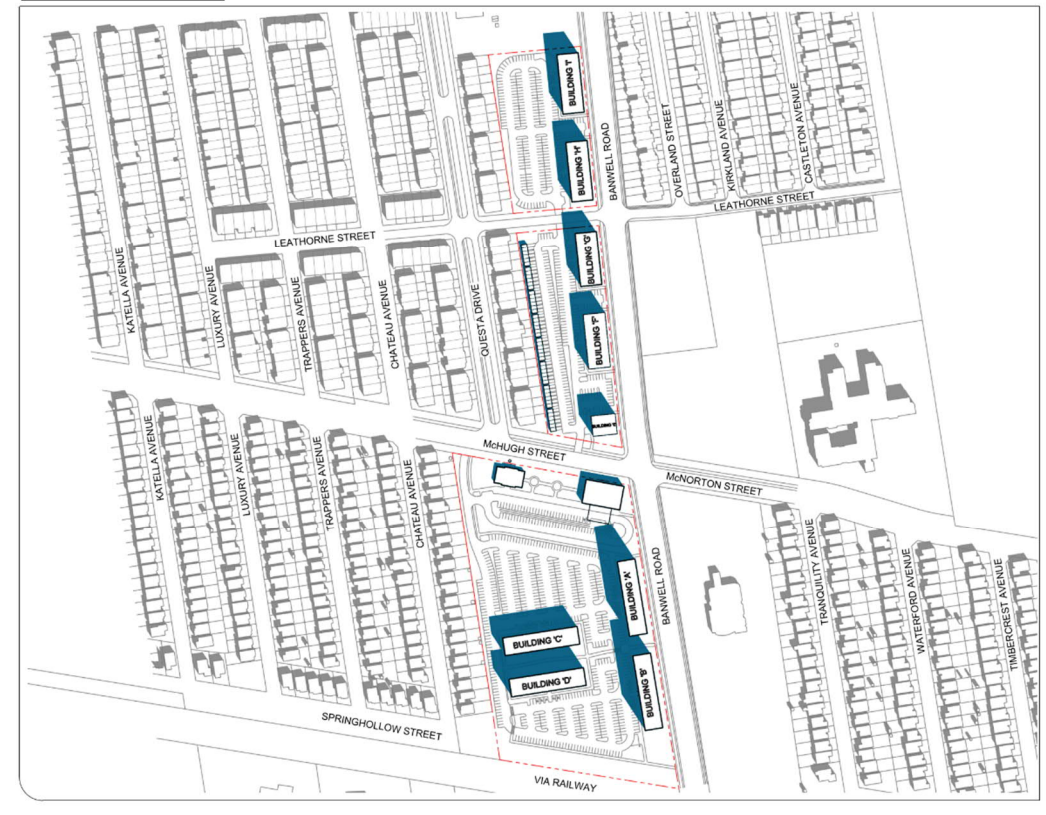 BUILDING 'I'
BUILDING 'H'
BANWELL ROAD
OVERLAND STREET
KIRKLAND AVENUE
CASTLETON AVENUE
LEATHORNE STREET
LEATHORNE STREET
KATELLA AVENUE
LUXURY AVENUE
TRAPPERS AVENUE
CHATEAU AVENUE
QUESTA DRIVE
BUILDING 'G'
BUILDING 'F'
BUILDING 'E'
McHUGH STREET
McNORTON STREET
KATELLA AVENUE
LUXURY AVENUE
TRAPPERS AVENUE
CHATEAU AVENUE
BUILDING 'A'
BANWELL ROAD
TRANQUILITY AVENUE
WATERFORD AVENUE
TIMBERCREST AVENUE
BUILDING 'C'
BUILDING 'D'
BUILDING 'B'
SPRINGHOLLOW STREET
VIA RAILWAY